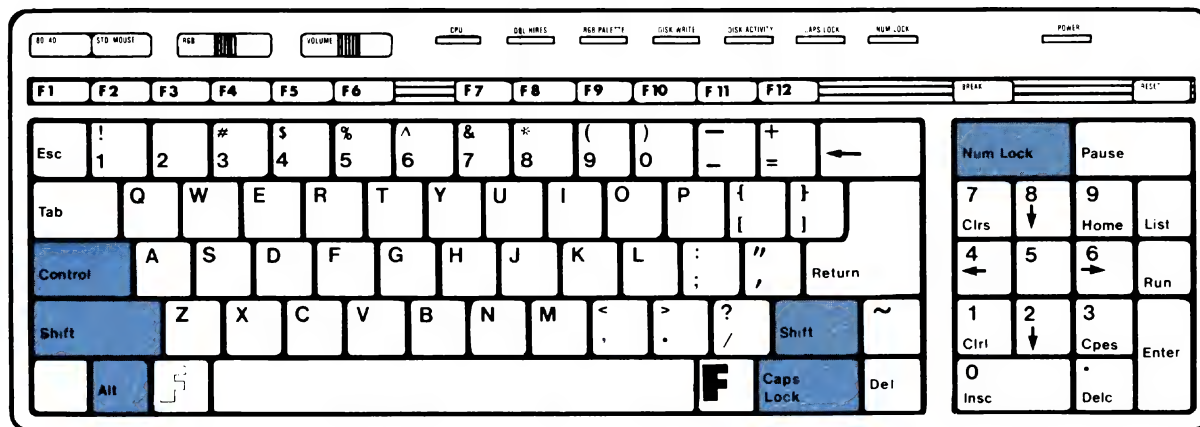 80 40 STD MOUSE RGB VOLUME CPU DBL HIRES RGB PALETTE DISK WRITE DISK ACTIVITY CAPS LOCK NUM LOCK POWER
F1 F2 F3 F4 F5 F6 F7 F8 F9 F10 F11 F12 BREAK RESET
! # $ % ^ & * ( ) — +
Esc 1 2 3 4 5 6 7 8 9 0 – = ← Num Lock Pause
Tab Q W E R T Y U I O P { }
[ ]
7 8 9
Clrs ↓ Home List
Control A S D F G H J K L : "
; ' Return
4 5 6
← → Run
Shift Z X C V B N M < > ?
, . / Shift ~
1 2 3
Clrl ↓ Cpes Enter
Alt F Caps Lock Del
0 .
Insc Delc